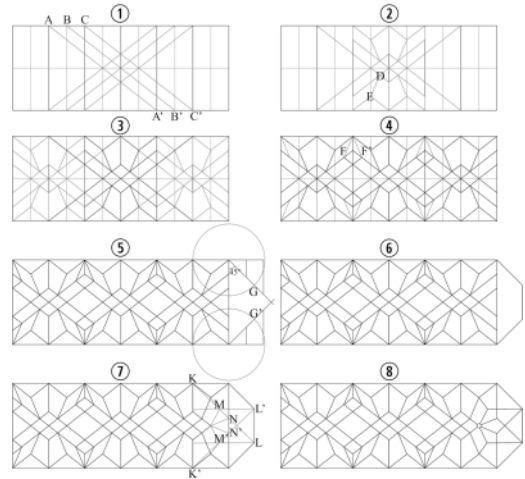 ①
②
A B C
D
E
A' B' C'
③
④
F F'
⑤
⑥
45°
G
G'
⑦
⑧
K
M
L'
N
N'
M'
L
K'